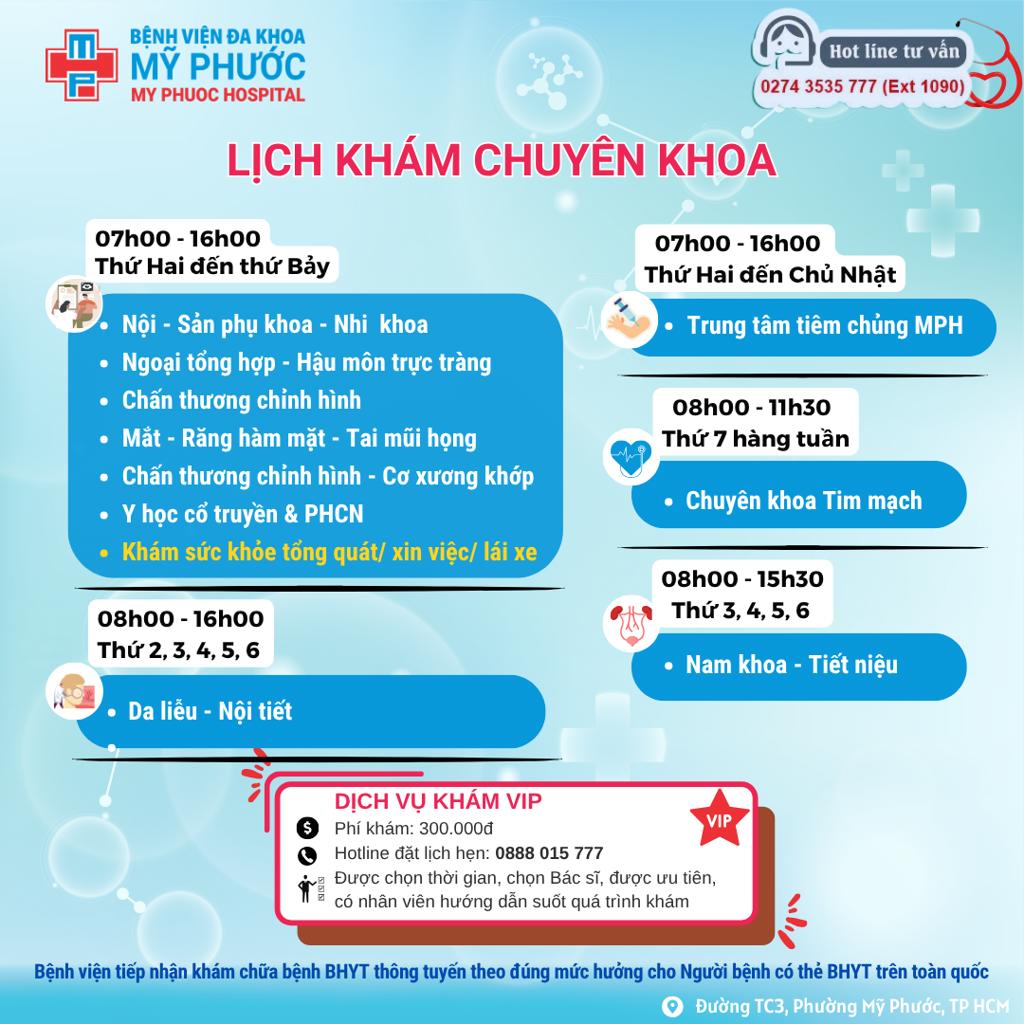 BỆNH VIỆN ĐA KHOA
MỸ PHƯỚC
MY PHUOC HOSPITAL
MP
Hot line tư vấn
0274 3535 777 (Ext 1090)
LỊCH KHÁM CHUYÊN KHOA
07h00 - 16h00
Thứ Hai đến thứ Bảy
• Nội - Sản phụ khoa - Nhi khoa
• Ngoại tổng hợp - Hậu môn trực tràng
• Chấn thương chỉnh hình
• Mắt - Răng hàm mặt - Tai mũi họng
• Chấn thương chỉnh hình - Cơ xương khớp
• Y học cổ truyền & PHCN
• Khám sức khỏe tổng quát/ xin việc/ lái xe
08h00 - 16h00
Thứ 2, 3, 4, 5, 6
• Da liễu - Nội tiết
07h00 - 16h00
Thứ Hai đến Chủ Nhật
• Trung tâm tiêm chủng MPH
08h00 - 11h30
Thứ 7 hàng tuần
• Chuyên khoa Tim mạch
08h00 - 15h30
Thứ 3, 4, 5, 6
• Nam khoa - Tiết niệu
DỊCH VỤ KHÁM VIP
VIP
Phí khám: 300.000đ
Hotline đặt lịch hẹn: 0888 015 777
Được chọn thời gian, chọn Bác sĩ, được ưu tiên,
có nhân viên hướng dẫn suốt quá trình khám
Bệnh viện tiếp nhận khám chữa bệnh BHYT thông tuyến theo đúng mức hưởng cho Người bệnh có thẻ BHYT trên toàn quốc
Đường TC3, Phường Mỹ Phước, TP HCM